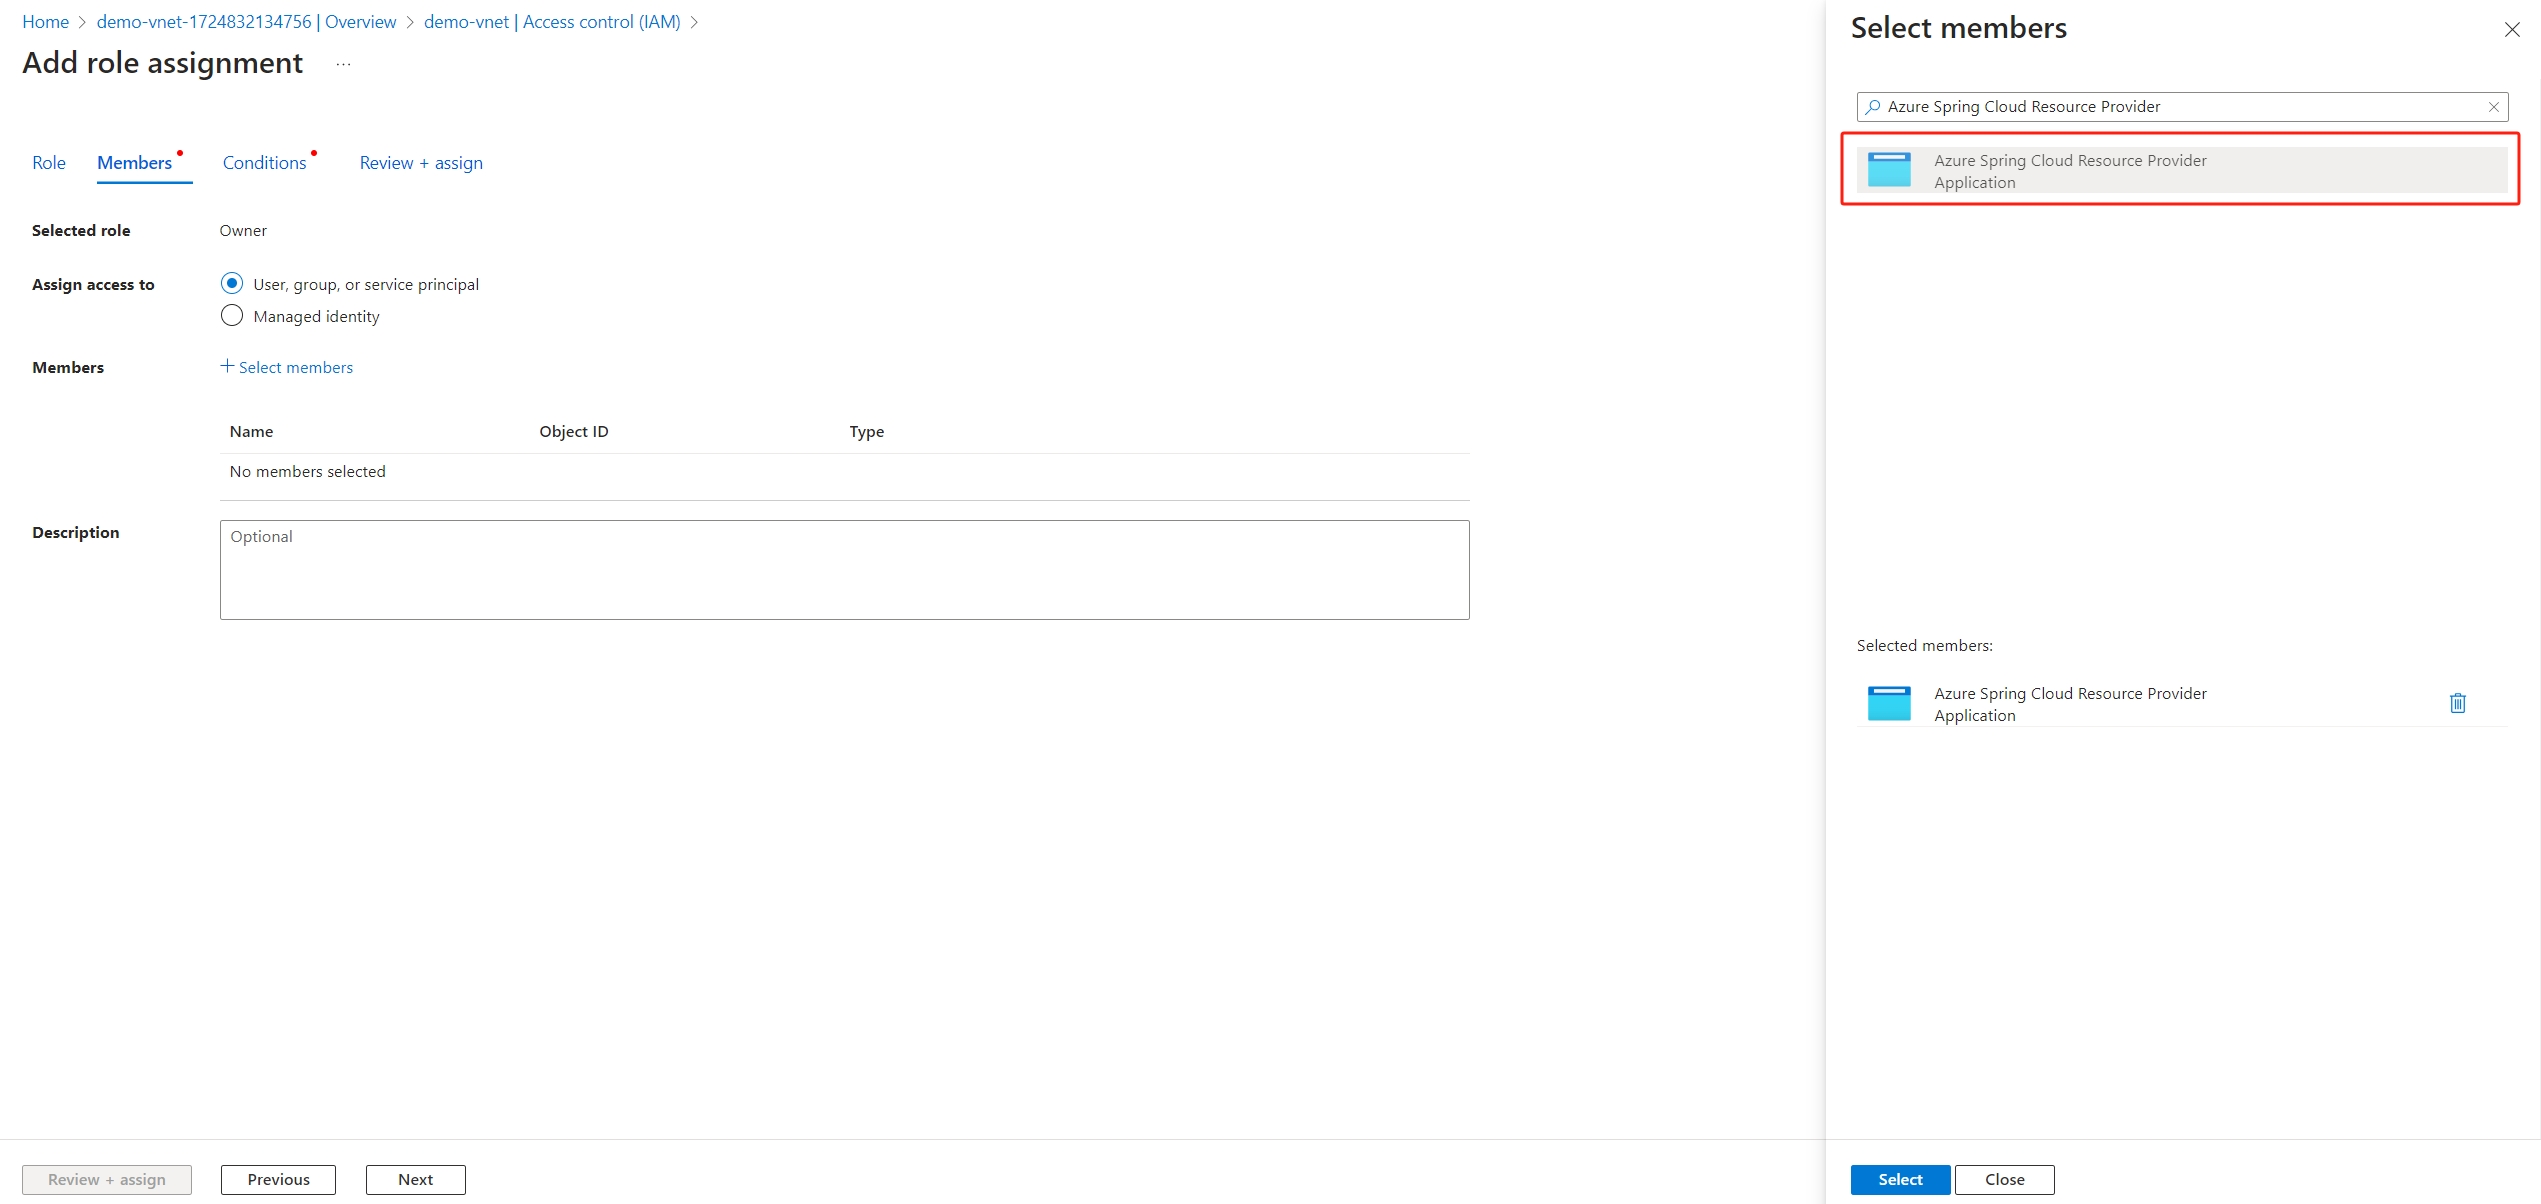 Home > demo-vnet-1724832134756 | Overview > demo-vnet | Access control (IAM) >
Add role assignment ...
Role Members Conditions Review + assign
Selected role Owner
Assign access to User, group, or service principal
Managed identity
Members + Select members
Name Object ID Type
No members selected
Description Optional
Review + assign Previous Next
Select members
Azure Spring Cloud Resource Provider
Azure Spring Cloud Resource Provider
Application
Selected members:
Azure Spring Cloud Resource Provider
Application
Select Close